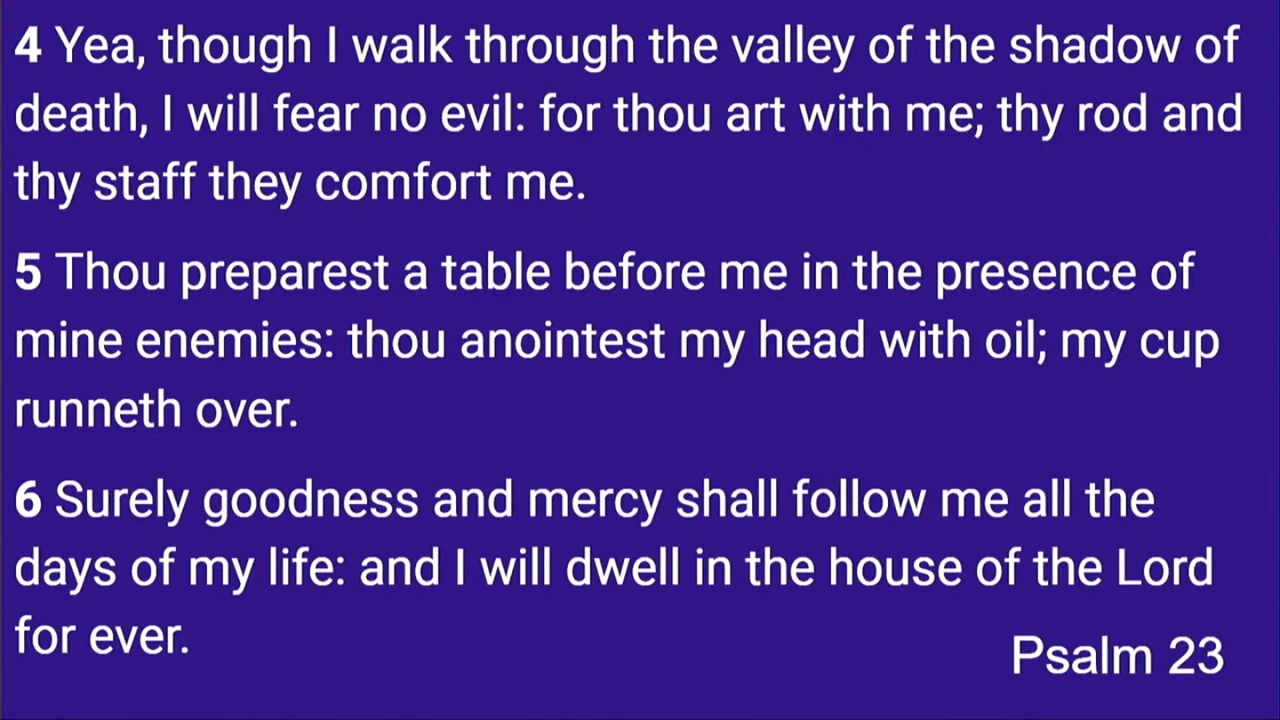 4 Yea, though I walk through the valley of the shadow of
death, I will fear no evil: for thou art with me; thy rod and
thy staff they comfort me.
5 Thou preparest a table before me in the presence of
mine enemies: thou anointest my head with oil; my cup
runneth over.
6 Surely goodness and mercy shall follow me all the
days of my life: and I will dwell in the house of the Lord
for ever.
Psalm 23